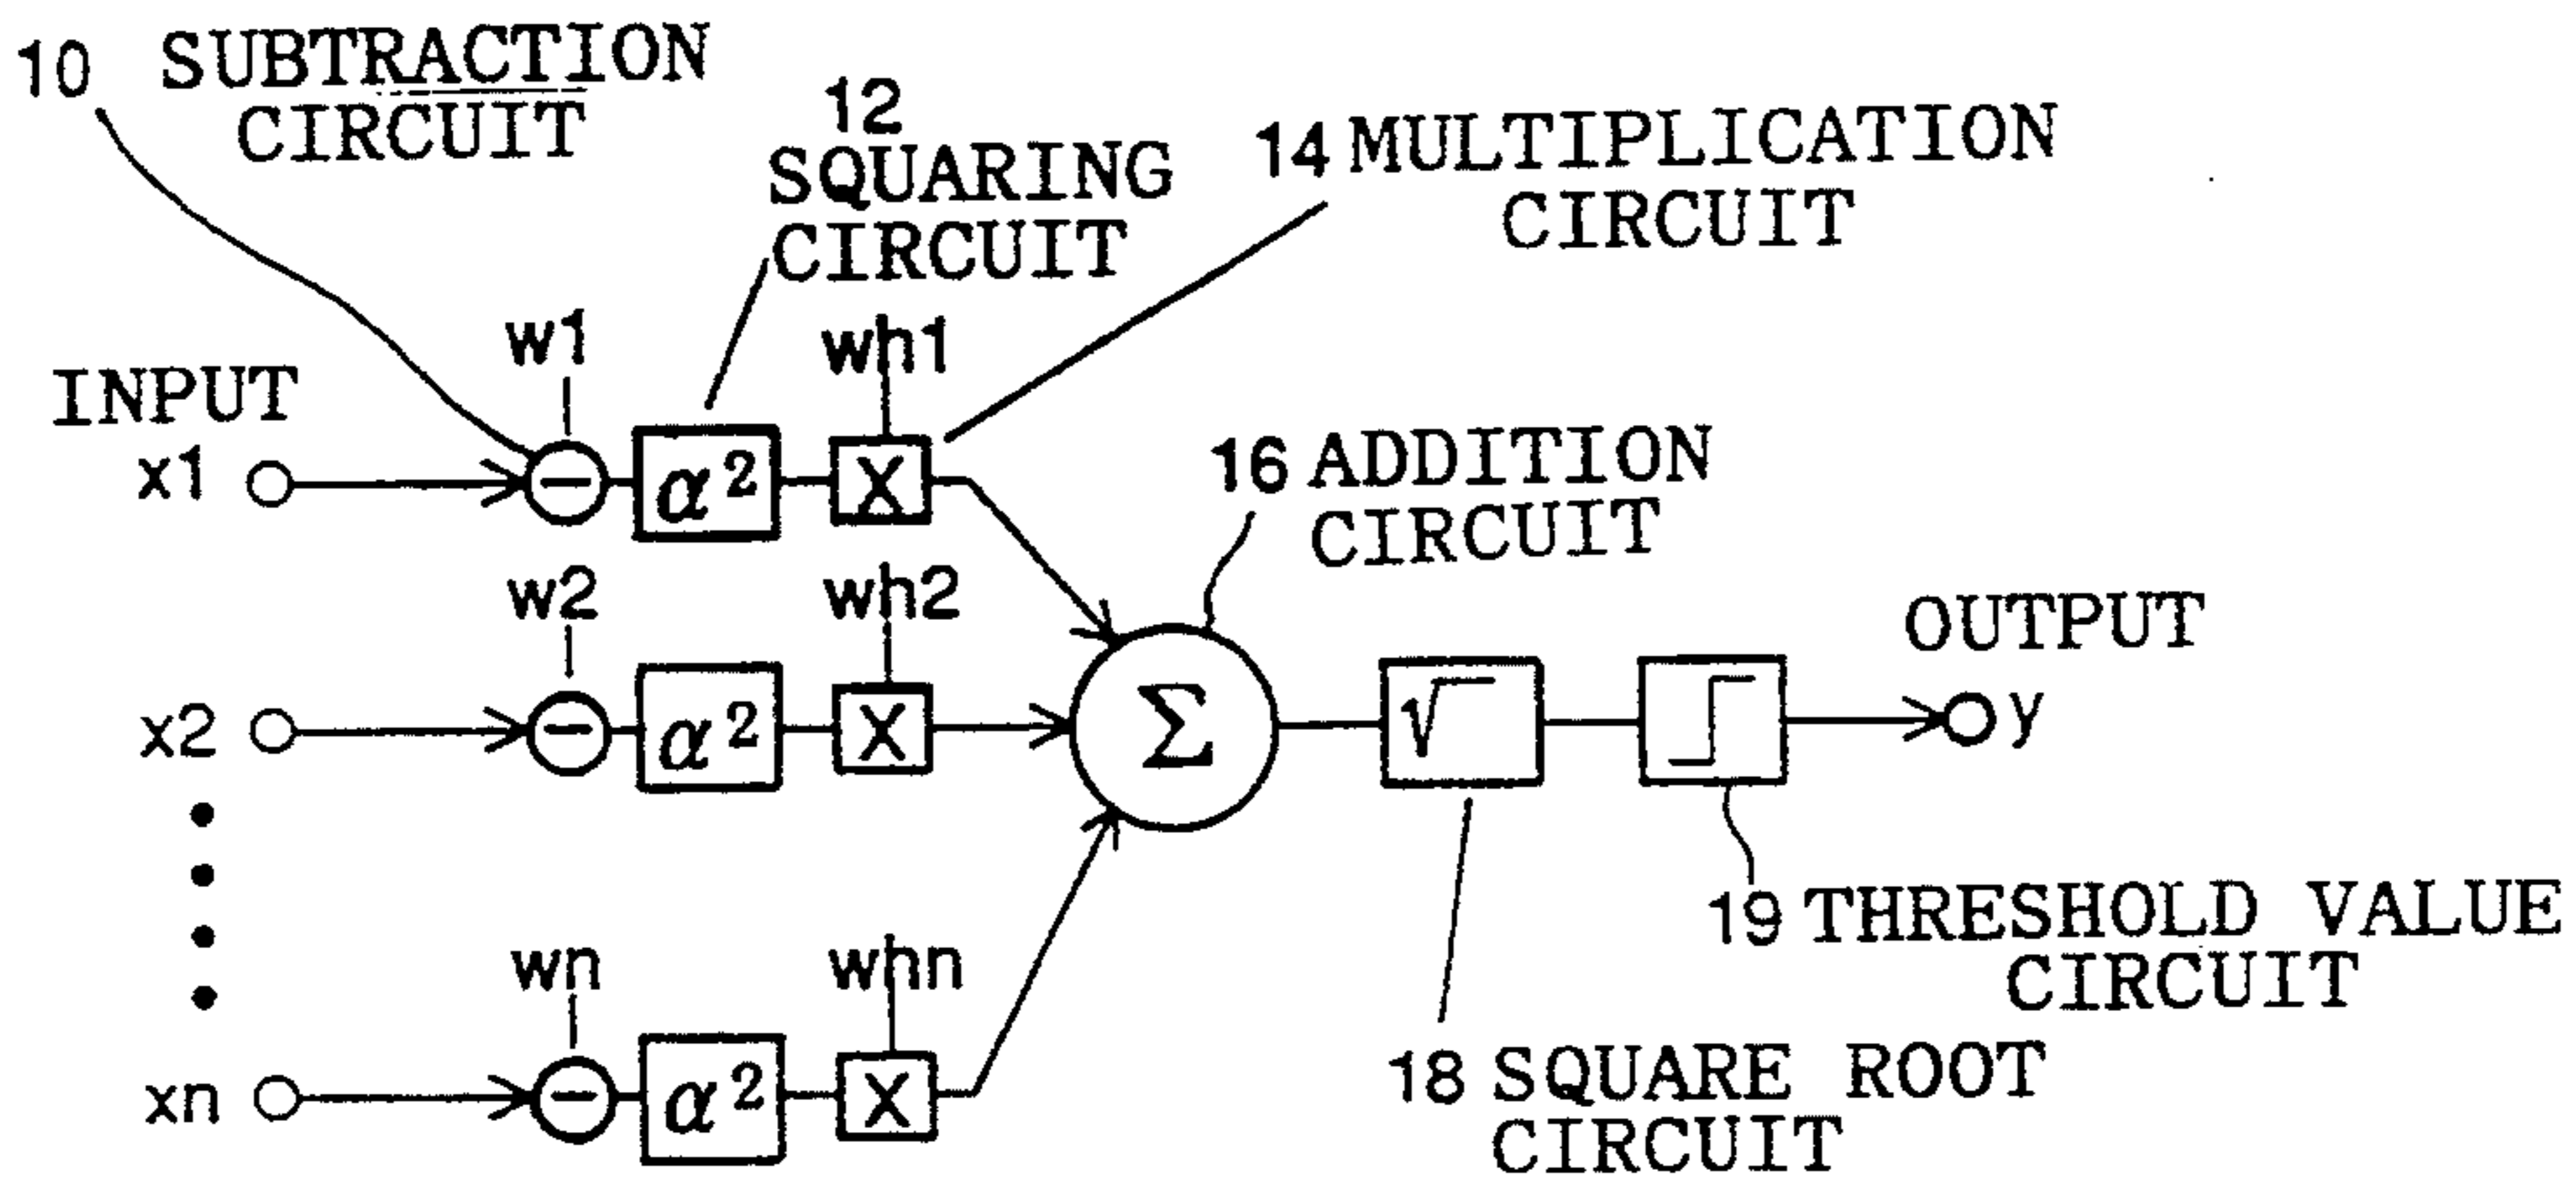 10 SUBTRACTION
CIRCUIT
12
SQUARING
CIRCUIT
14 MULTIPLICATION
CIRCUIT
INPUT
w1
wh1
x1
−
α²
X
16 ADDITION
CIRCUIT
w2
wh2
x2
−
α²
X
Σ
√
OUTPUT
y
wn
whn
xn
−
α²
X
19 THRESHOLD VALUE
CIRCUIT
18 SQUARE ROOT
CIRCUIT